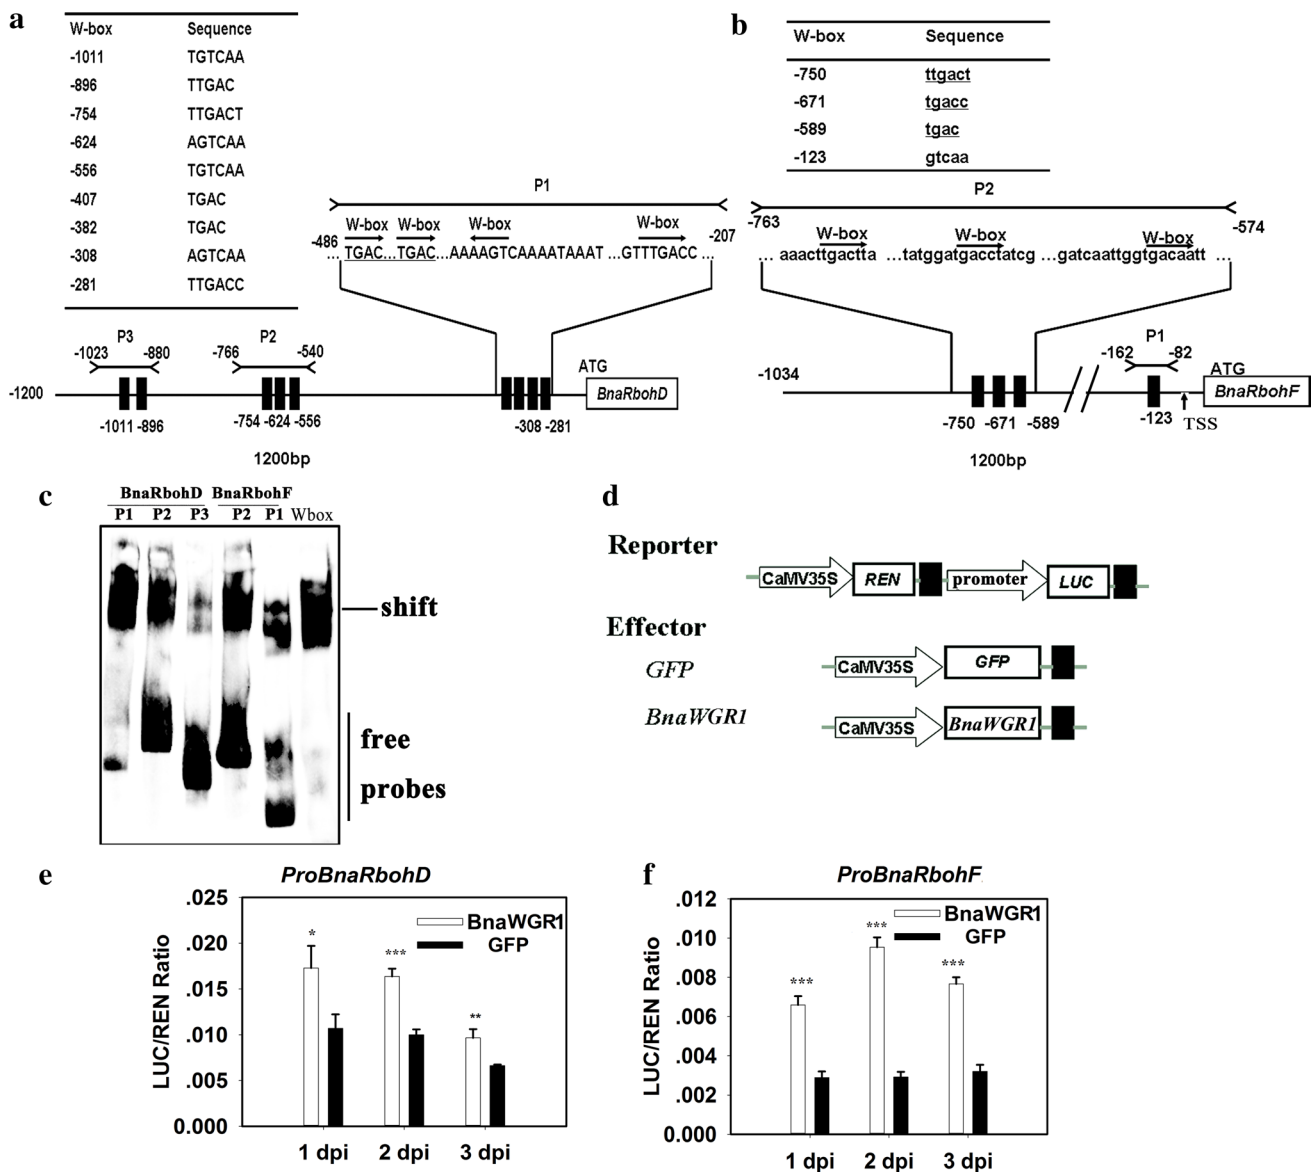 a
W-box Sequence
-1011 TGTCAA
-896 TTGAC
-754 TTGACT
-624 AGTCAA
-556 TGTCAA
-407 TGAC
-382 TGAC
-308 AGTCAA
-281 TTGACC
P1
W-box W-box W-box W-box
-486 -207
... TGAC...TGAC...AAAAGTCAAAATAAAT ...GTTTGACC ...
P3 P2
-1023 -880 -766 -540
ATG
-1200 BnaRbohD
-1011 -896 -754 -624 -556 -308 -281
1200bp
b
W-box Sequence
-750 ttgact
-671 tgacc
-589 tgac
-123 gtcaa
P2
-763 -574
W-box W-box W-box
... aaacttgactta ...tatggatgacctatcg ...gatcaattggtgacaatt ...
P1
-162 -82
-1034 ATG
BnaRbohF
-750 -671 -589 -123 TSS
1200bp
c
BnaRbohD BnaRbohF
P1 P2 P3 P2 P1 Wbox
shift
free
probes
d
Reporter
CaMV35S REN promoter LUC
Effector
GFP CaMV35S GFP
BnaWGR1 CaMV35S BnaWGR1
e
ProBnaRbohD
LUC/REN Ratio
.025
.020
.015
.010
.005
0.000
BnaWGR1
GFP
* *** **
1 dpi 2 dpi 3 dpi
f
ProBnaRbohF
LUC/REN Ratio
.012
.010
.008
.006
.004
.002
0.000
BnaWGR1
GFP
*** *** ***
1 dpi 2 dpi 3 dpi